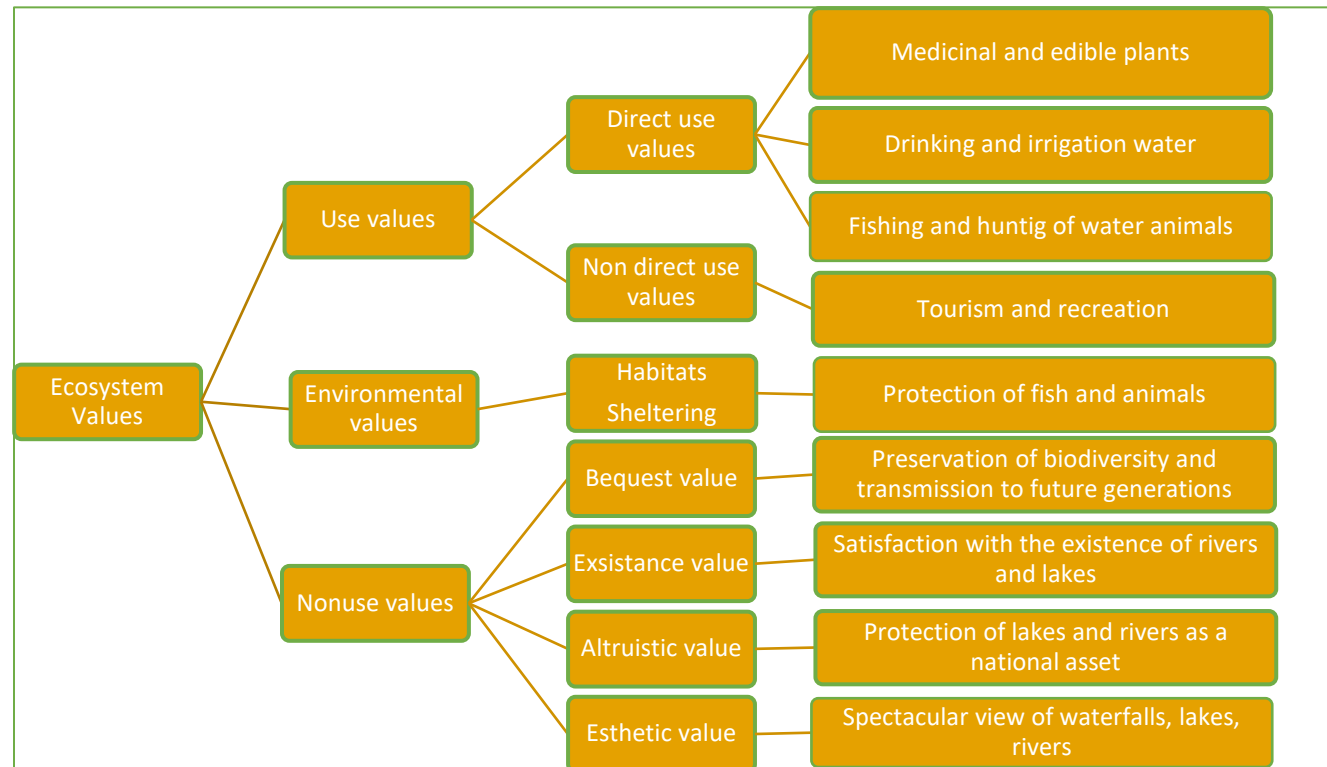 Ecosystem
Values
Use values
Environmental
values
Nonuse values
Direct use
values
Non direct use
values
Habitats
Sheltering
Bequest value
Exsistance value
Altruistic value
Esthetic value
Medicinal and edible plants
Drinking and irrigation water
Fishing and huntig of water animals
Tourism and recreation
Protection of fish and animals
Preservation of biodiversity and
transmission to future generations
Satisfaction with the existence of rivers
and lakes
Protection of lakes and rivers as a
national asset
Spectacular view of waterfalls, lakes,
rivers